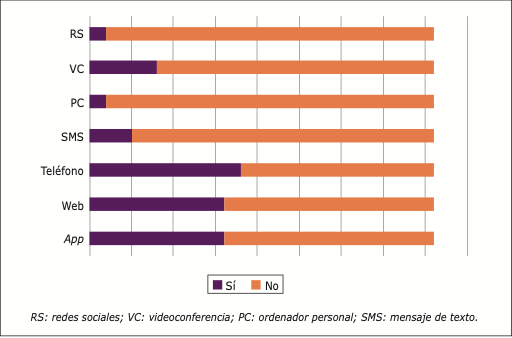 RS
VC
PC
SMS
Teléfono
Web
App
Sí No
RS: redes sociales; VC: videoconferencia; PC: ordenador personal; SMS: mensaje de texto.